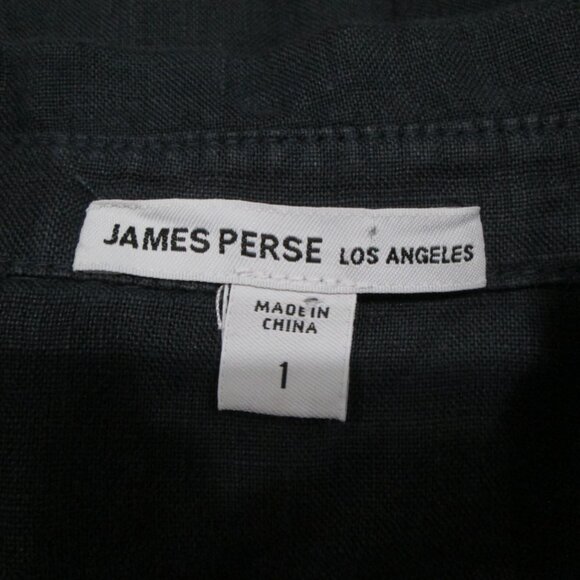 JAMES PERSE LOS ANGELES
MADE IN
CHINA
1